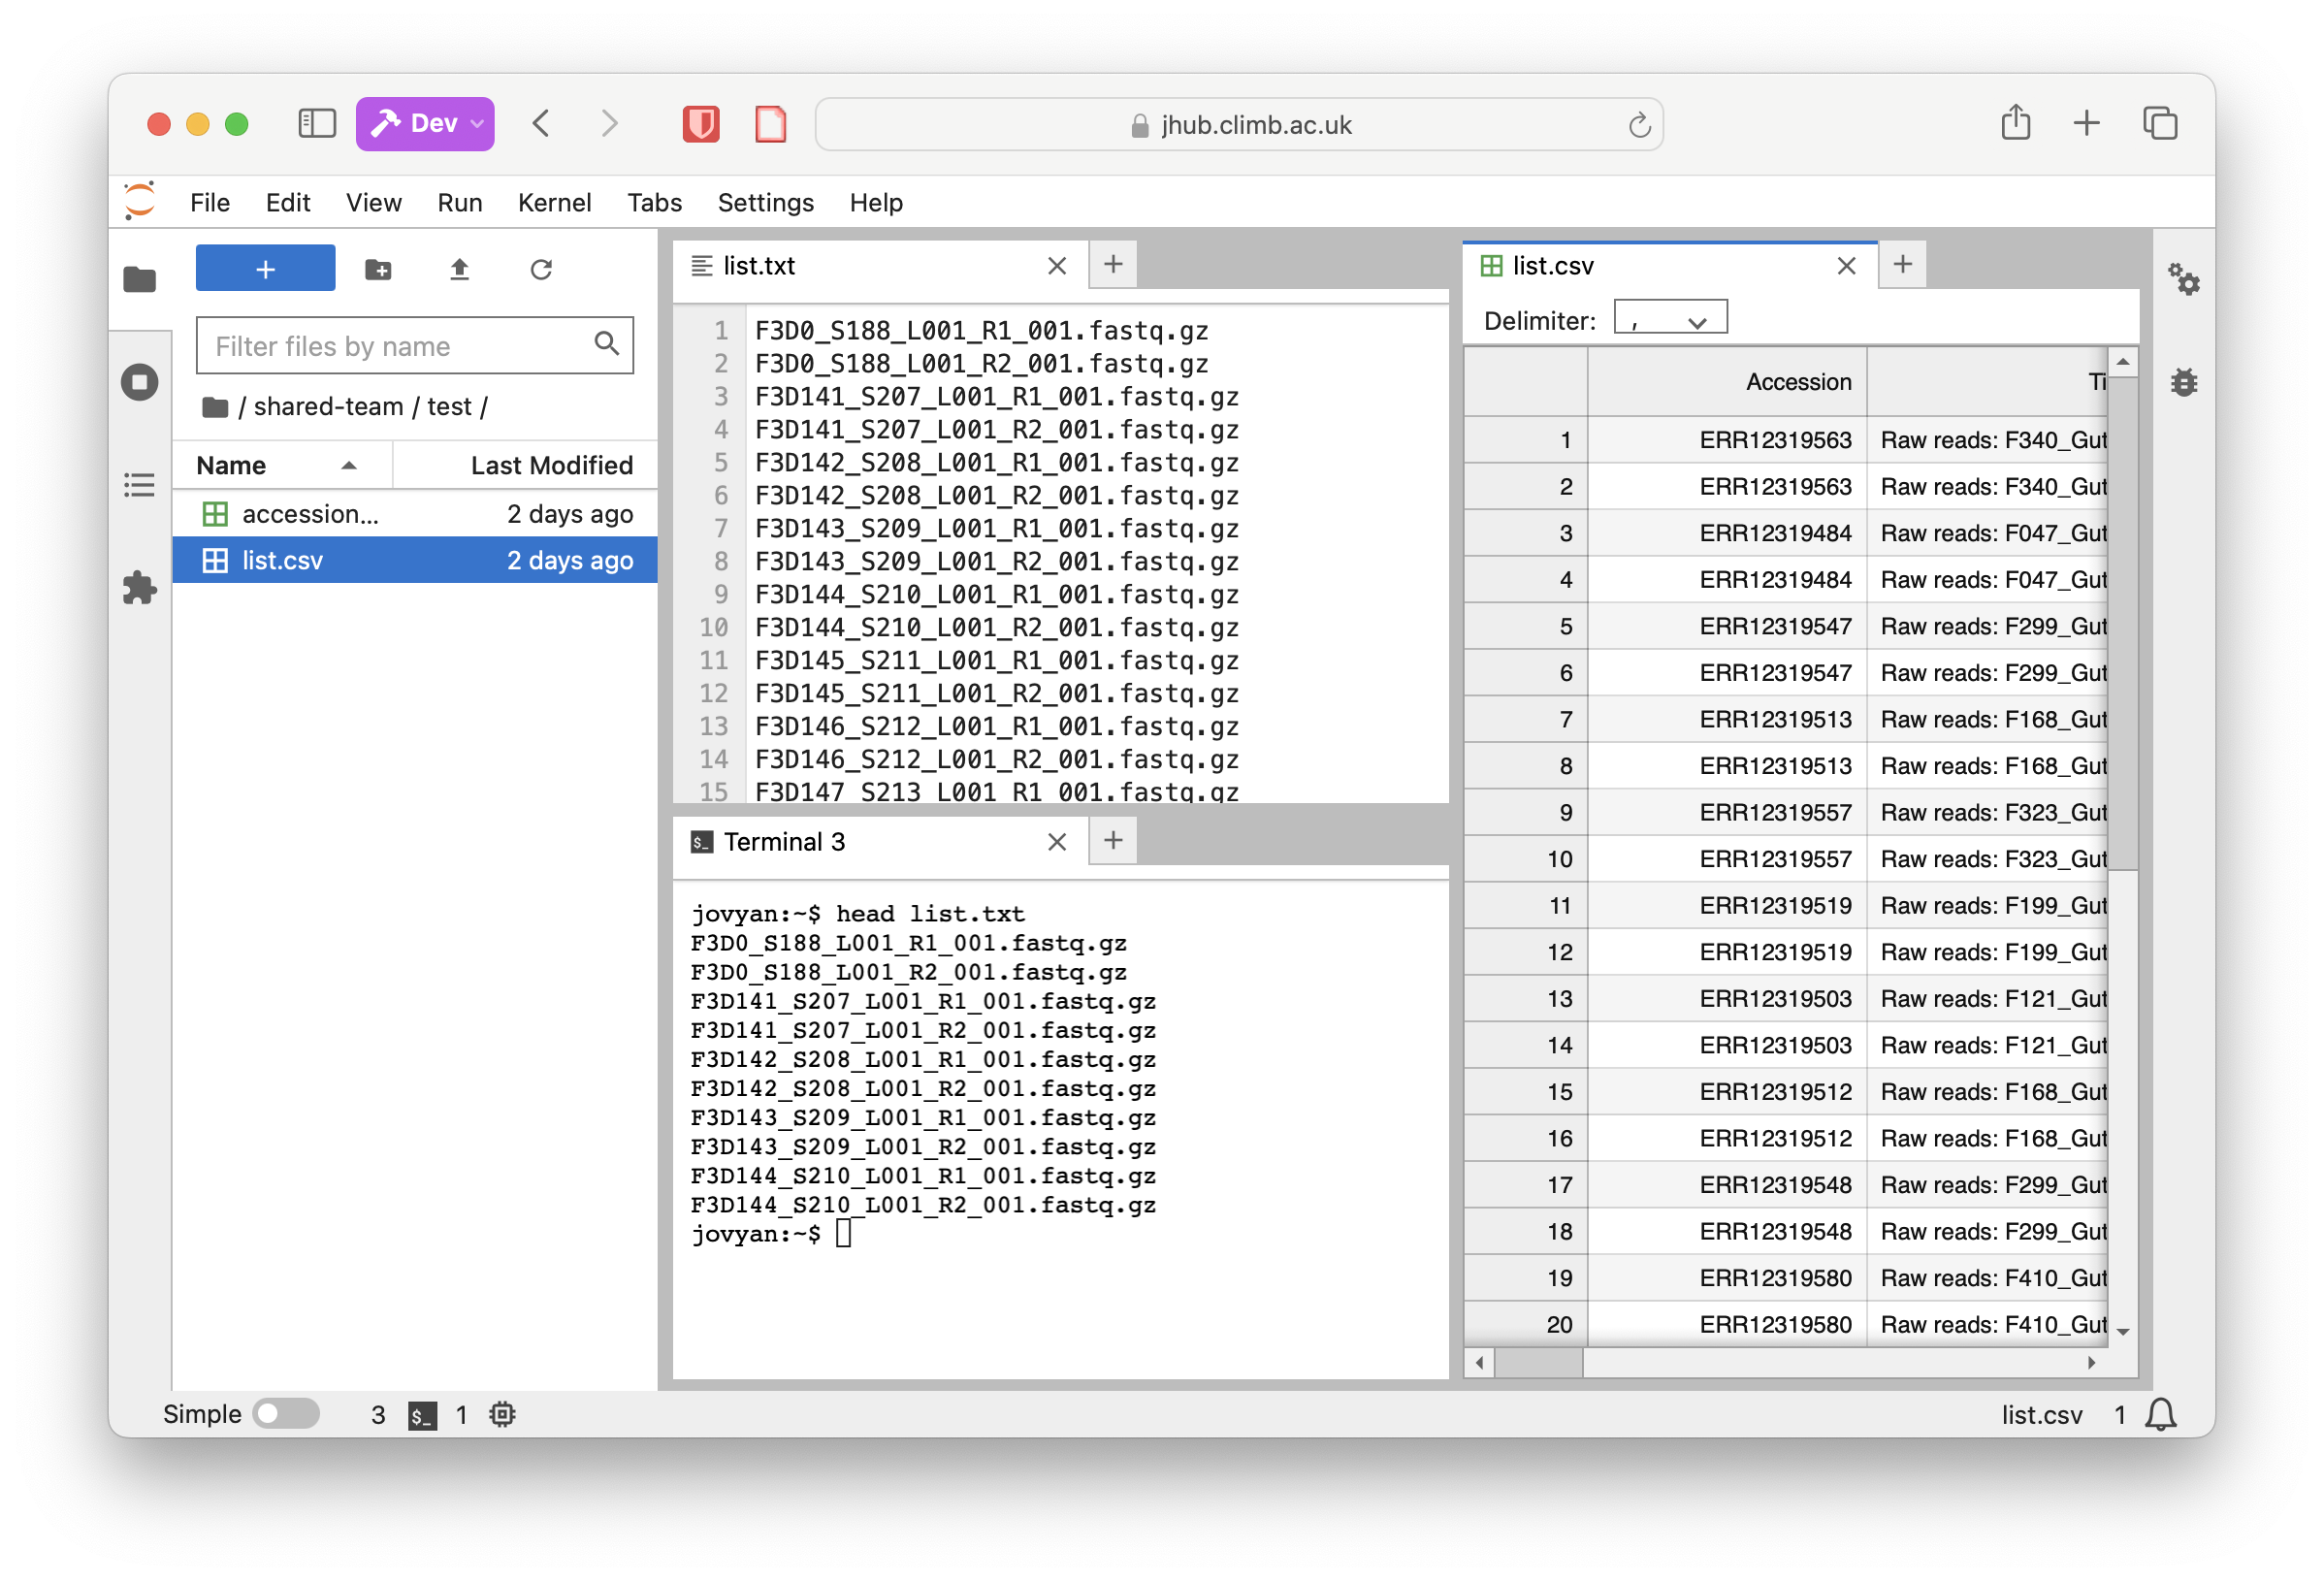 Dev
jhub.climb.ac.uk
File Edit View Run Kernel Tabs Settings Help
Filter files by name
/ shared-team / test /
Name Last Modified
accession... 2 days ago
list.csv 2 days ago
list.txt
1 F3D0_S188_L001_R1_001.fastq.gz
2 F3D0_S188_L001_R2_001.fastq.gz
3 F3D141_S207_L001_R1_001.fastq.gz
4 F3D141_S207_L001_R2_001.fastq.gz
5 F3D142_S208_L001_R1_001.fastq.gz
6 F3D142_S208_L001_R2_001.fastq.gz
7 F3D143_S209_L001_R1_001.fastq.gz
8 F3D143_S209_L001_R2_001.fastq.gz
9 F3D144_S210_L001_R1_001.fastq.gz
10 F3D144_S210_L001_R2_001.fastq.gz
11 F3D145_S211_L001_R1_001.fastq.gz
12 F3D145_S211_L001_R2_001.fastq.gz
13 F3D146_S212_L001_R1_001.fastq.gz
14 F3D146_S212_L001_R2_001.fastq.gz
15 F3D147_S213_L001_R1_001.fastq.gz
$_ Terminal 3
jovyan:~$ head list.txt
F3D0_S188_L001_R1_001.fastq.gz
F3D0_S188_L001_R2_001.fastq.gz
F3D141_S207_L001_R1_001.fastq.gz
F3D141_S207_L001_R2_001.fastq.gz
F3D142_S208_L001_R1_001.fastq.gz
F3D142_S208_L001_R2_001.fastq.gz
F3D143_S209_L001_R1_001.fastq.gz
F3D143_S209_L001_R2_001.fastq.gz
F3D144_S210_L001_R1_001.fastq.gz
F3D144_S210_L001_R2_001.fastq.gz
jovyan:~$
list.csv
Delimiter: ,
Accession Ti
1 ERR12319563 Raw reads: F340_Gut
2 ERR12319563 Raw reads: F340_Gut
3 ERR12319484 Raw reads: F047_Gut
4 ERR12319484 Raw reads: F047_Gut
5 ERR12319547 Raw reads: F299_Gut
6 ERR12319547 Raw reads: F299_Gut
7 ERR12319513 Raw reads: F168_Gut
8 ERR12319513 Raw reads: F168_Gut
9 ERR12319557 Raw reads: F323_Gut
10 ERR12319557 Raw reads: F323_Gut
11 ERR12319519 Raw reads: F199_Gut
12 ERR12319519 Raw reads: F199_Gut
13 ERR12319503 Raw reads: F121_Gut
14 ERR12319503 Raw reads: F121_Gut
15 ERR12319512 Raw reads: F168_Gut
16 ERR12319512 Raw reads: F168_Gut
17 ERR12319548 Raw reads: F299_Gut
18 ERR12319548 Raw reads: F299_Gut
19 ERR12319580 Raw reads: F410_Gut
20 ERR12319580 Raw reads: F410_Gut
Simple 3 $_ 1 list.csv 1